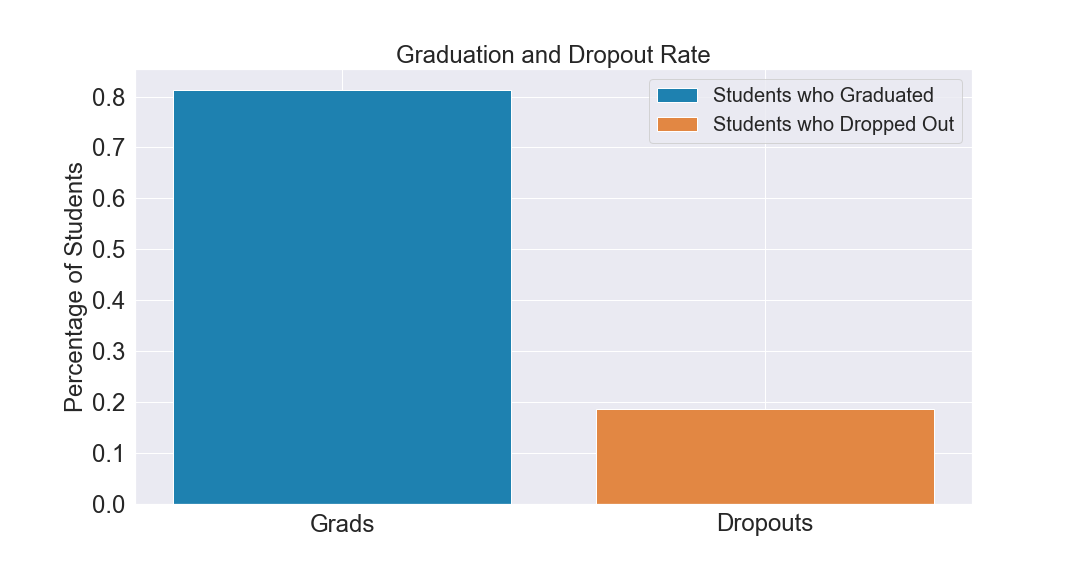 Graduation and Dropout Rate
Students who Graduated
Students who Dropped Out
Percentage of Students
0.8
0.7
0.6
0.5
0.4
0.3
0.2
0.1
0.0
Grads
Dropouts